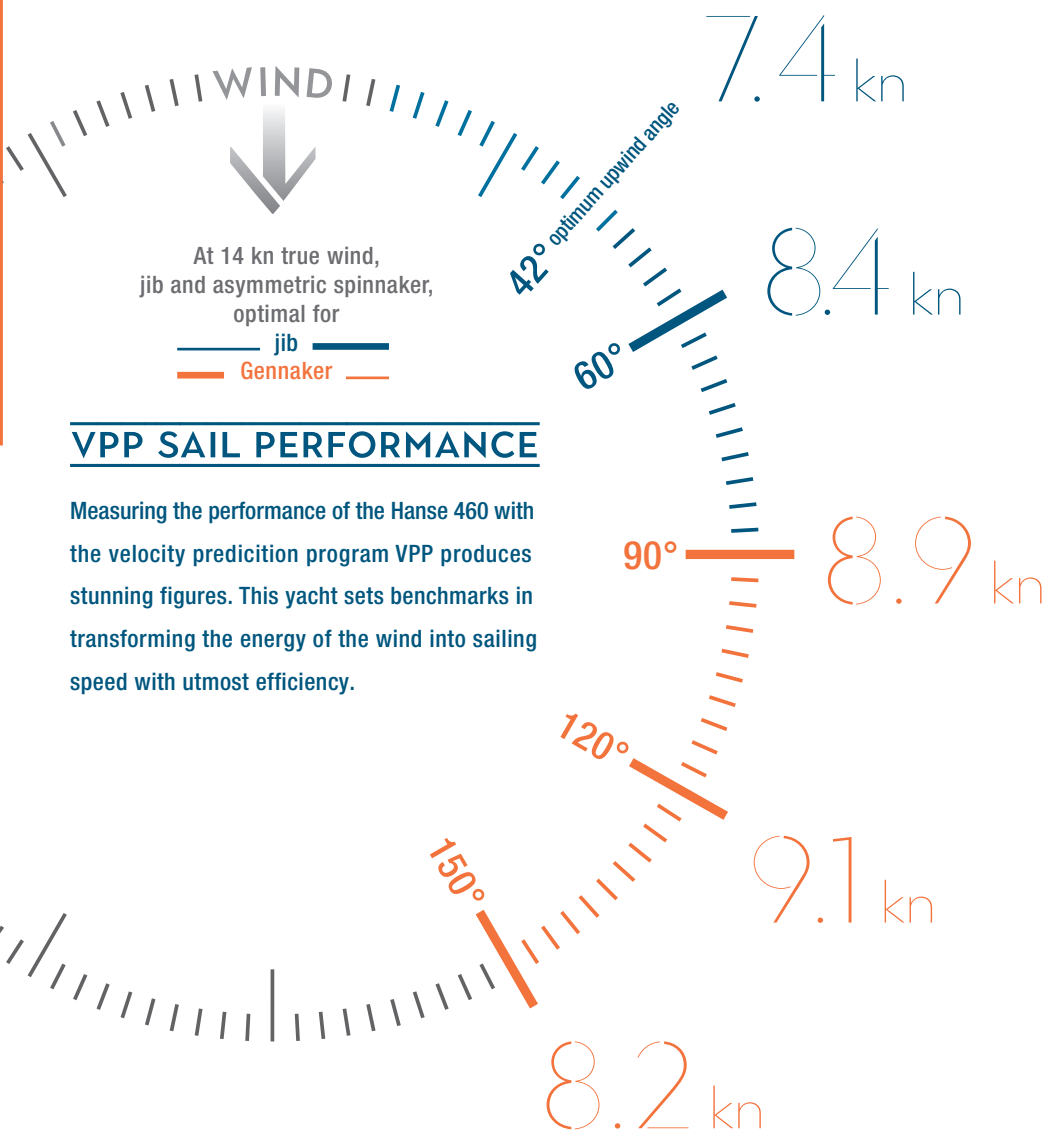 WIND
7.4 kn
optimum upwind angle
42°
At 14 kn true wind,
jib and asymmetric spinnaker,
optimal for
jib
Gennaker
8.4 kn
60°
VPP SAIL PERFORMANCE
Measuring the performance of the Hanse 460 with
the velocity predicition program VPP produces
stunning figures. This yacht sets benchmarks in
transforming the energy of the wind into sailing
speed with utmost efficiency.
90°
8.9 kn
120°
9.1 kn
150°
8.2 kn